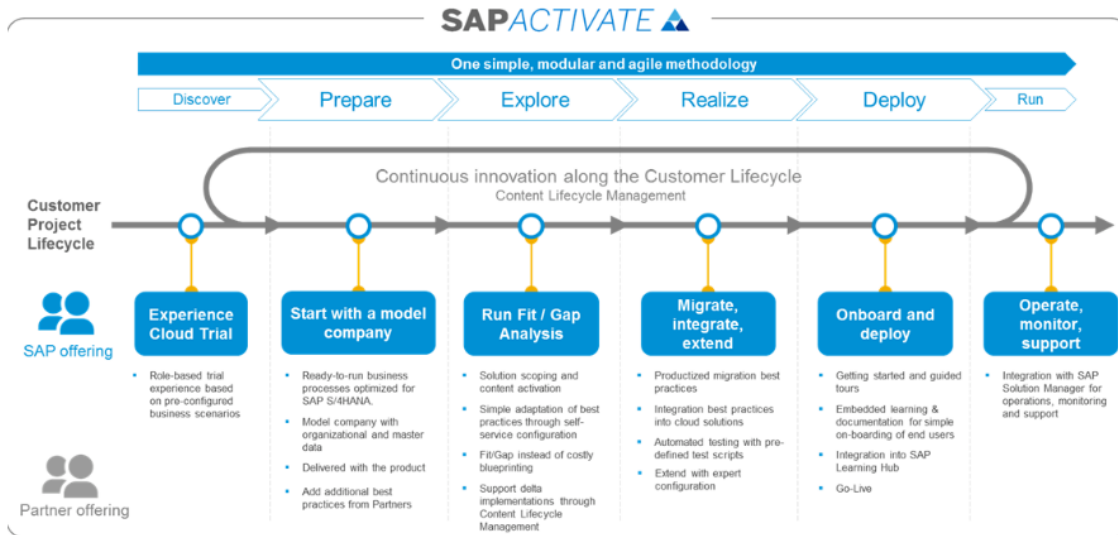 SAP ACTIVATE
One simple, modular and agile methodology
Discover
Prepare
Explore
Realize
Deploy
Run
Continuous innovation along the Customer Lifecycle
Content Lifecycle Management
Customer
Project
Lifecycle
SAP offering
Partner offering
Experience
Cloud Trial
Role-based trial
experience based
on pre-configured
business scenarios
Start with a model
company
Ready-to-run business
processes optimized for
SAP S/4HANA.
Model company with
organizational and master
data
Delivered with the product
Add additional best
practices from Partners
Run Fit / Gap
Analysis
Solution scoping and
content activation
Simple adaptation of best
practices through self-
service configuration
Fit/Gap instead of costly
blueprinting
Support delta
implementations through
Content Lifecycle
Management
Migrate,
integrate,
extend
Productized migration best
practices
Integration best practices
into cloud solutions
Automated testing with pre-
defined test scripts
Extend with expert
configuration
Onboard and
deploy
Getting started and guided
tours
Embedded learning &
documentation for simple
on-boarding of end users
Integration into SAP
Learning Hub
Go-Live
Operate,
monitor,
support
Integration with SAP
Solution Manager for
operations, monitoring
and support